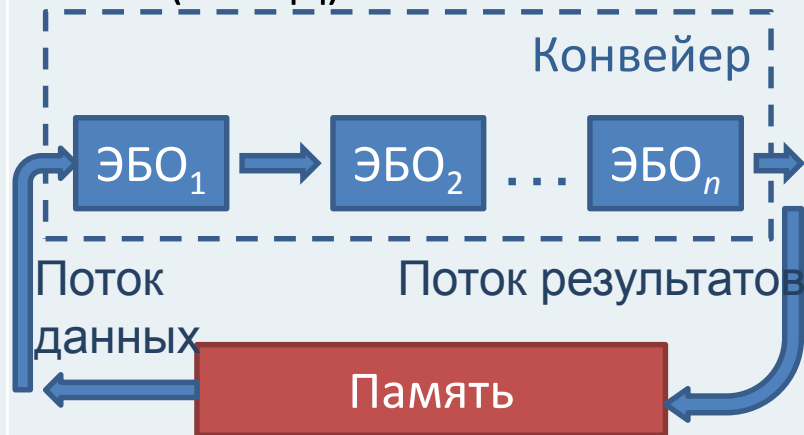 Конвейер
ЭБО₁
ЭБО₂
...
ЭБОₙ
Поток данных
Поток результатов
Память